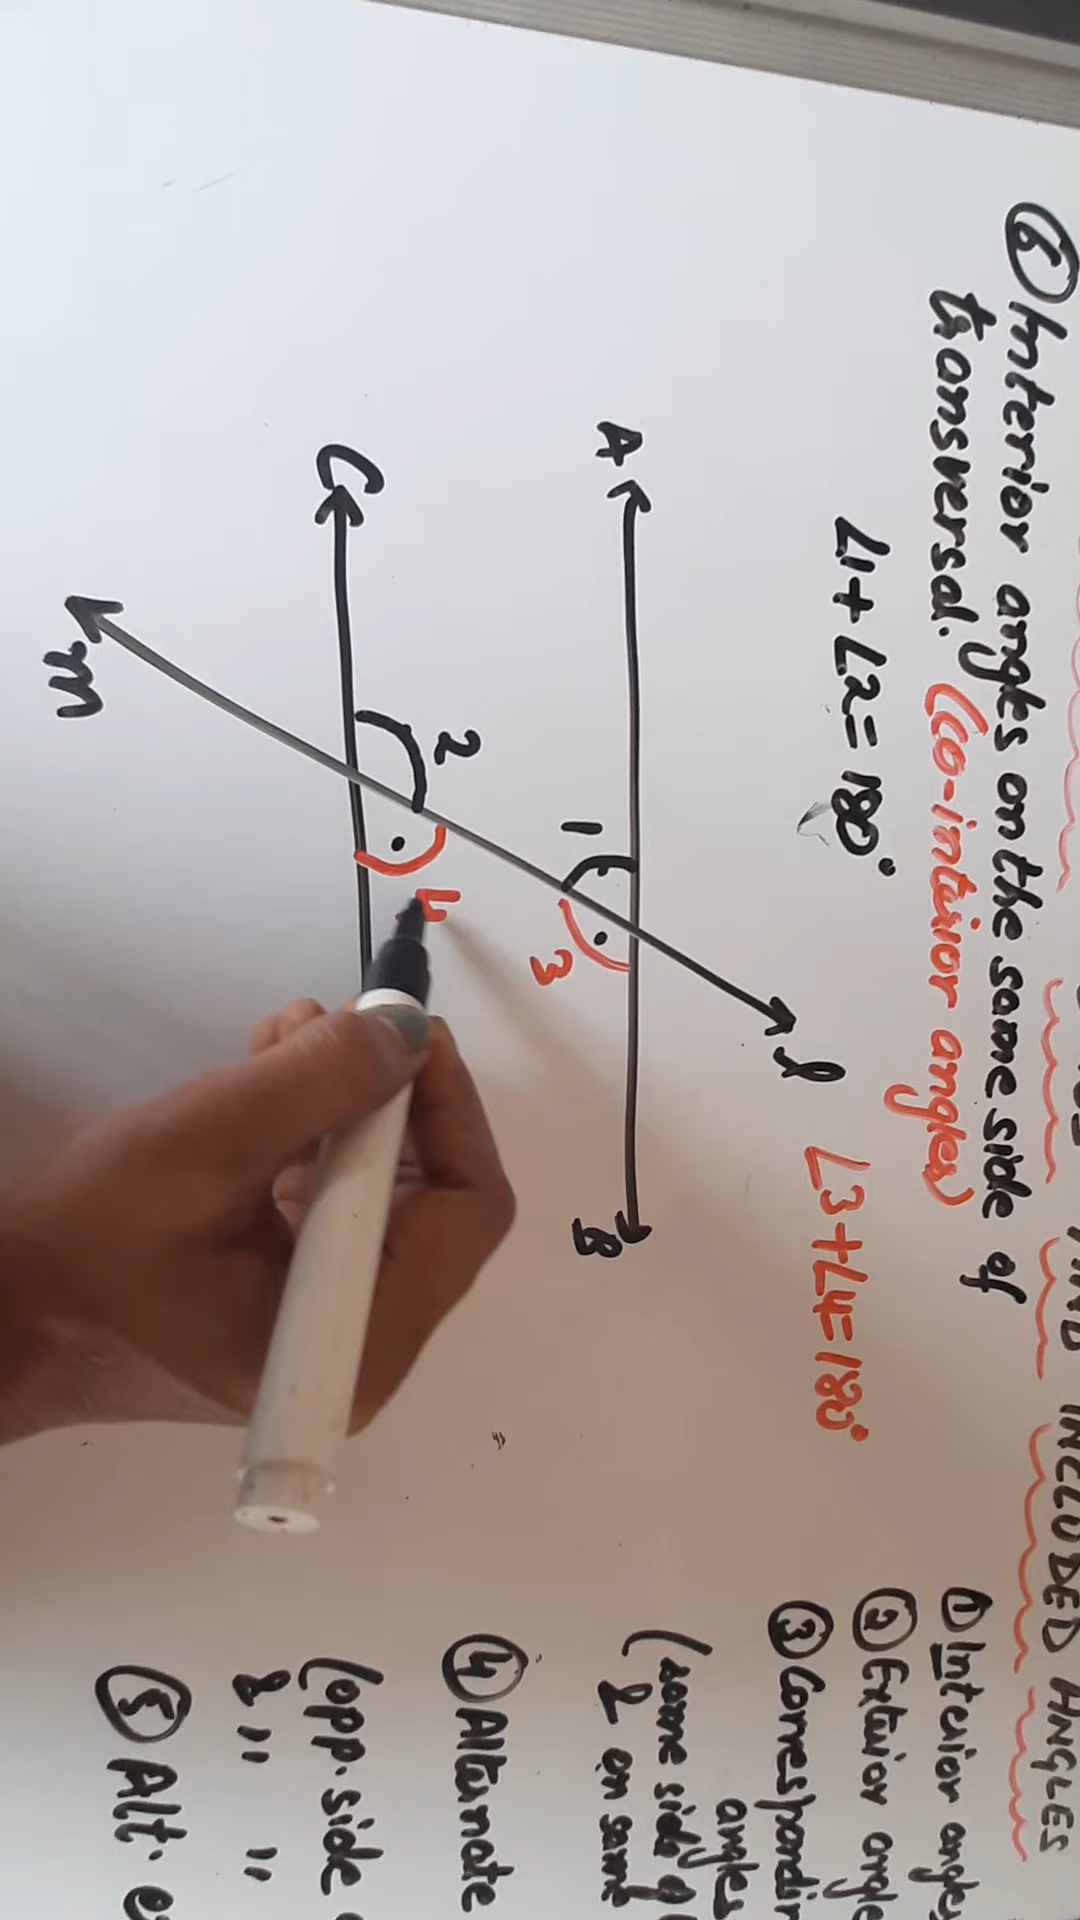 INCLUDED ANGLES
⑥ Interior angles on the same side of
transversal. (co-interior angles)
∠1+∠2=180° ∠3+∠4=180°
l
A B
1 3
2 4
C
m
① Interior angles
② Exterior angle
③ Corresponding
angles
(same side of
& on same
④ Alternate
(opp. side
& " "
⑤ Alt.